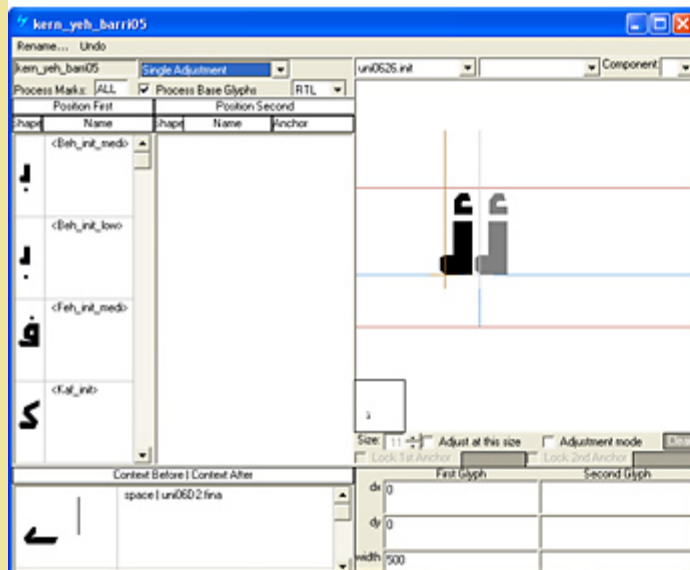 kern_yeh_barri05
Rename... Undo
kern_yeh_barri05 Single Adjustment uni0626.init Component:
Process Marks: ALL Process Base Glyphs RTL
Position First Position Second
Shape Name Shape Name Anchor
<Beh_init_medi>
<Beh_init_low>
<Feh_init_medi>
<Kaf_init>
Size: 11 Adjust at this size Adjustment mode
Lock 1st Anchor Lock 2nd Anchor
Context Before | Context After First Glyph Second Glyph
space | uni06D2.fina
dx 0
dy 0
width 500